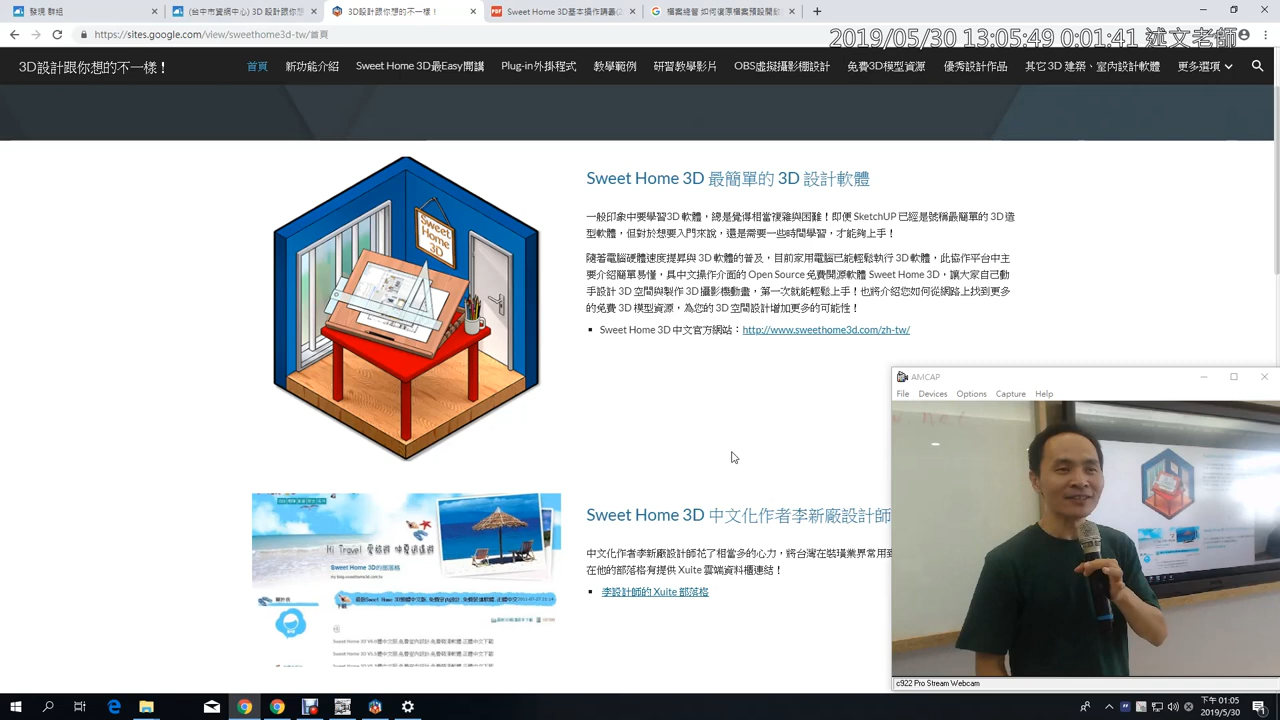 發現 群組
(台中市資網中心) 3D 設計跟你想
3D設計跟你想的不一樣！
Sweet Home 3D基本操作講義(2
檔案總管 如何復原檔案預設開啟
https://sites.google.com/view/sweethome3d-tw/首頁
2019/05/30 13:05:49 0:01:41 述文老師
3D設計跟你想的不一樣！
首頁 新功能介紹 Sweet Home 3D最Easy開講 Plug-in外掛程式 教學範例 研習教學影片 OBS虛擬攝影棚設計 免費3D模型資源 優秀設計作品 其它 3D 建築、室內設計軟體 更多選項
Sweet Home 3D
Sweet Home 3D 最簡單的 3D 設計軟體
一般印象中要學習3D 軟體，總是覺得相當複雜與困難！即便 SketchUP 已經是號稱最簡單的 3D 造
型軟體，但對於想要入門來說，還是需要一些時間學習，才能夠上手！
隨著電腦硬體速度提昇與 3D 軟體的普及，目前家用電腦已能輕鬆執行 3D 軟體，此協作平台中主
要介紹簡單易懂，具中文操作介面的 Open Source 免費開源軟體 Sweet Home 3D，讓大家自己動
手設計 3D 空間與製作 3D 攝影機動畫，第一次就能輕鬆上手！也將介紹您如何從網路上找到更多
的免費 3D 模型資源，為您的 3D 空間設計增加更多的可能性！
Sweet Home 3D 中文官方網站：http://www.sweethome3d.com/zh-tw/
AMCAP
File Devices Options Capture Help
Sweet Home 3D 中文化作者李新廠設計師
中文化作者李新廠設計師花了相當多的心力，將台灣在裝潢業界常用到
在他的部落格另有提供 Xuite 雲端資料櫃連結
李設計師的 Xuite 部落格
Hi Travel
Sweet Home 3D的部落格
c922 Pro Stream Webcam
下午 01:05
2019/5/30